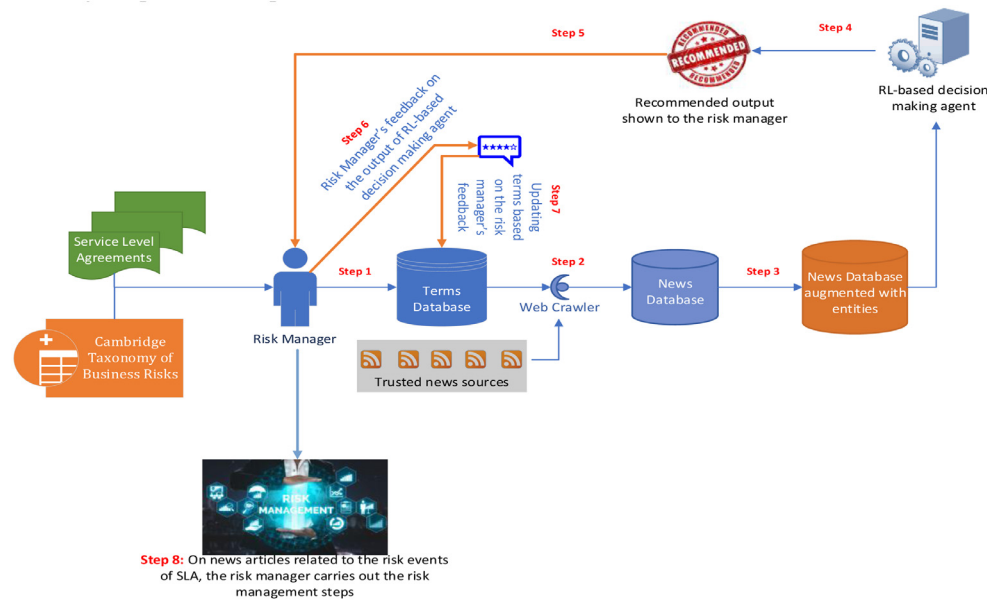 Step 5
Step 4
RECOMMENDED
RECOMMENDED
RECOMMENDED
RL-based decision
making agent
Recommended output
shown to the risk manager
Step 6
Risk Manager's feedback on
the output of RL-based
decision making agent
Step 7
Updating
terms based
on the risk
manager's
feedback
Service Level
Agreements
Step 1
Step 2
Step 3
Terms
Database
Web Crawler
News
Database
News Database
augmented with
entities
Risk Manager
Cambridge
Taxonomy of
Business Risks
Trusted news sources
RISK
MANAGEMENT
Step 8: On news articles related to the risk events
of SLA, the risk manager carries out the risk
management steps